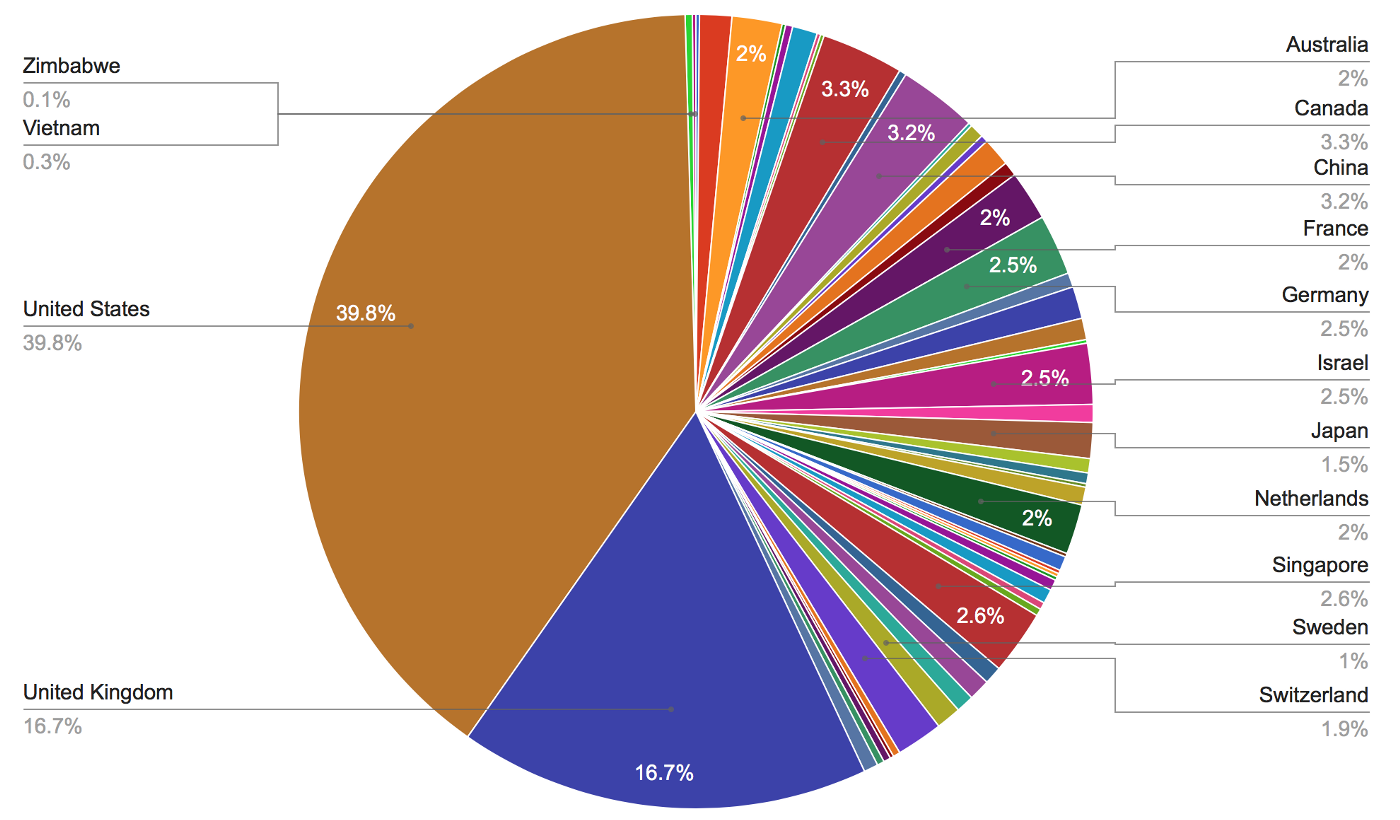 Zimbabwe
0.1%
Vietnam
0.3%
United States
39.8%
United Kingdom
16.7%
2%
3.3%
3.2%
2%
2.5%
2.5%
2%
2.6%
39.8%
16.7%
Australia
2%
Canada
3.3%
China
3.2%
France
2%
Germany
2.5%
Israel
2.5%
Japan
1.5%
Netherlands
2%
Singapore
2.6%
Sweden
1%
Switzerland
1.9%